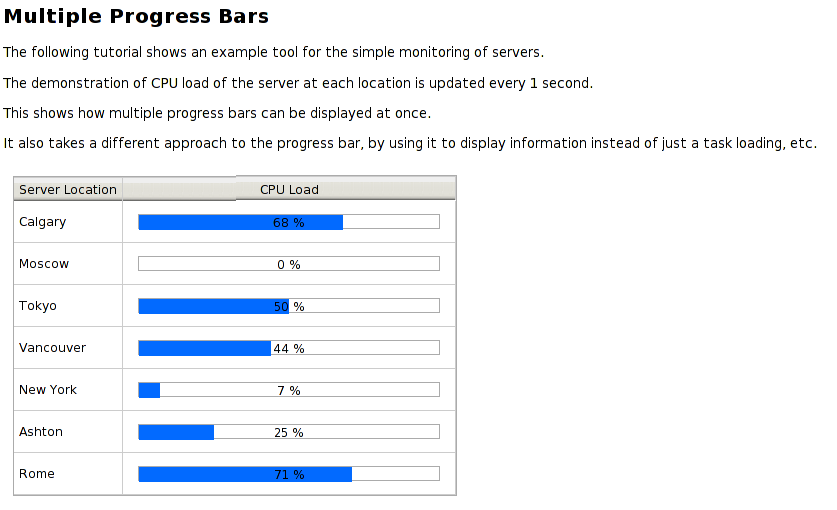 Multiple Progress Bars
The following tutorial shows an example tool for the simple monitoring of servers.
The demonstration of CPU load of the server at each location is updated every 1 second.
This shows how multiple progress bars can be displayed at once.
It also takes a different approach to the progress bar, by using it to display information instead of just a task loading, etc.
Server Location CPU Load
Calgary 68 %
Moscow 0 %
Tokyo 50 %
Vancouver 44 %
New York 7 %
Ashton 25 %
Rome 71 %